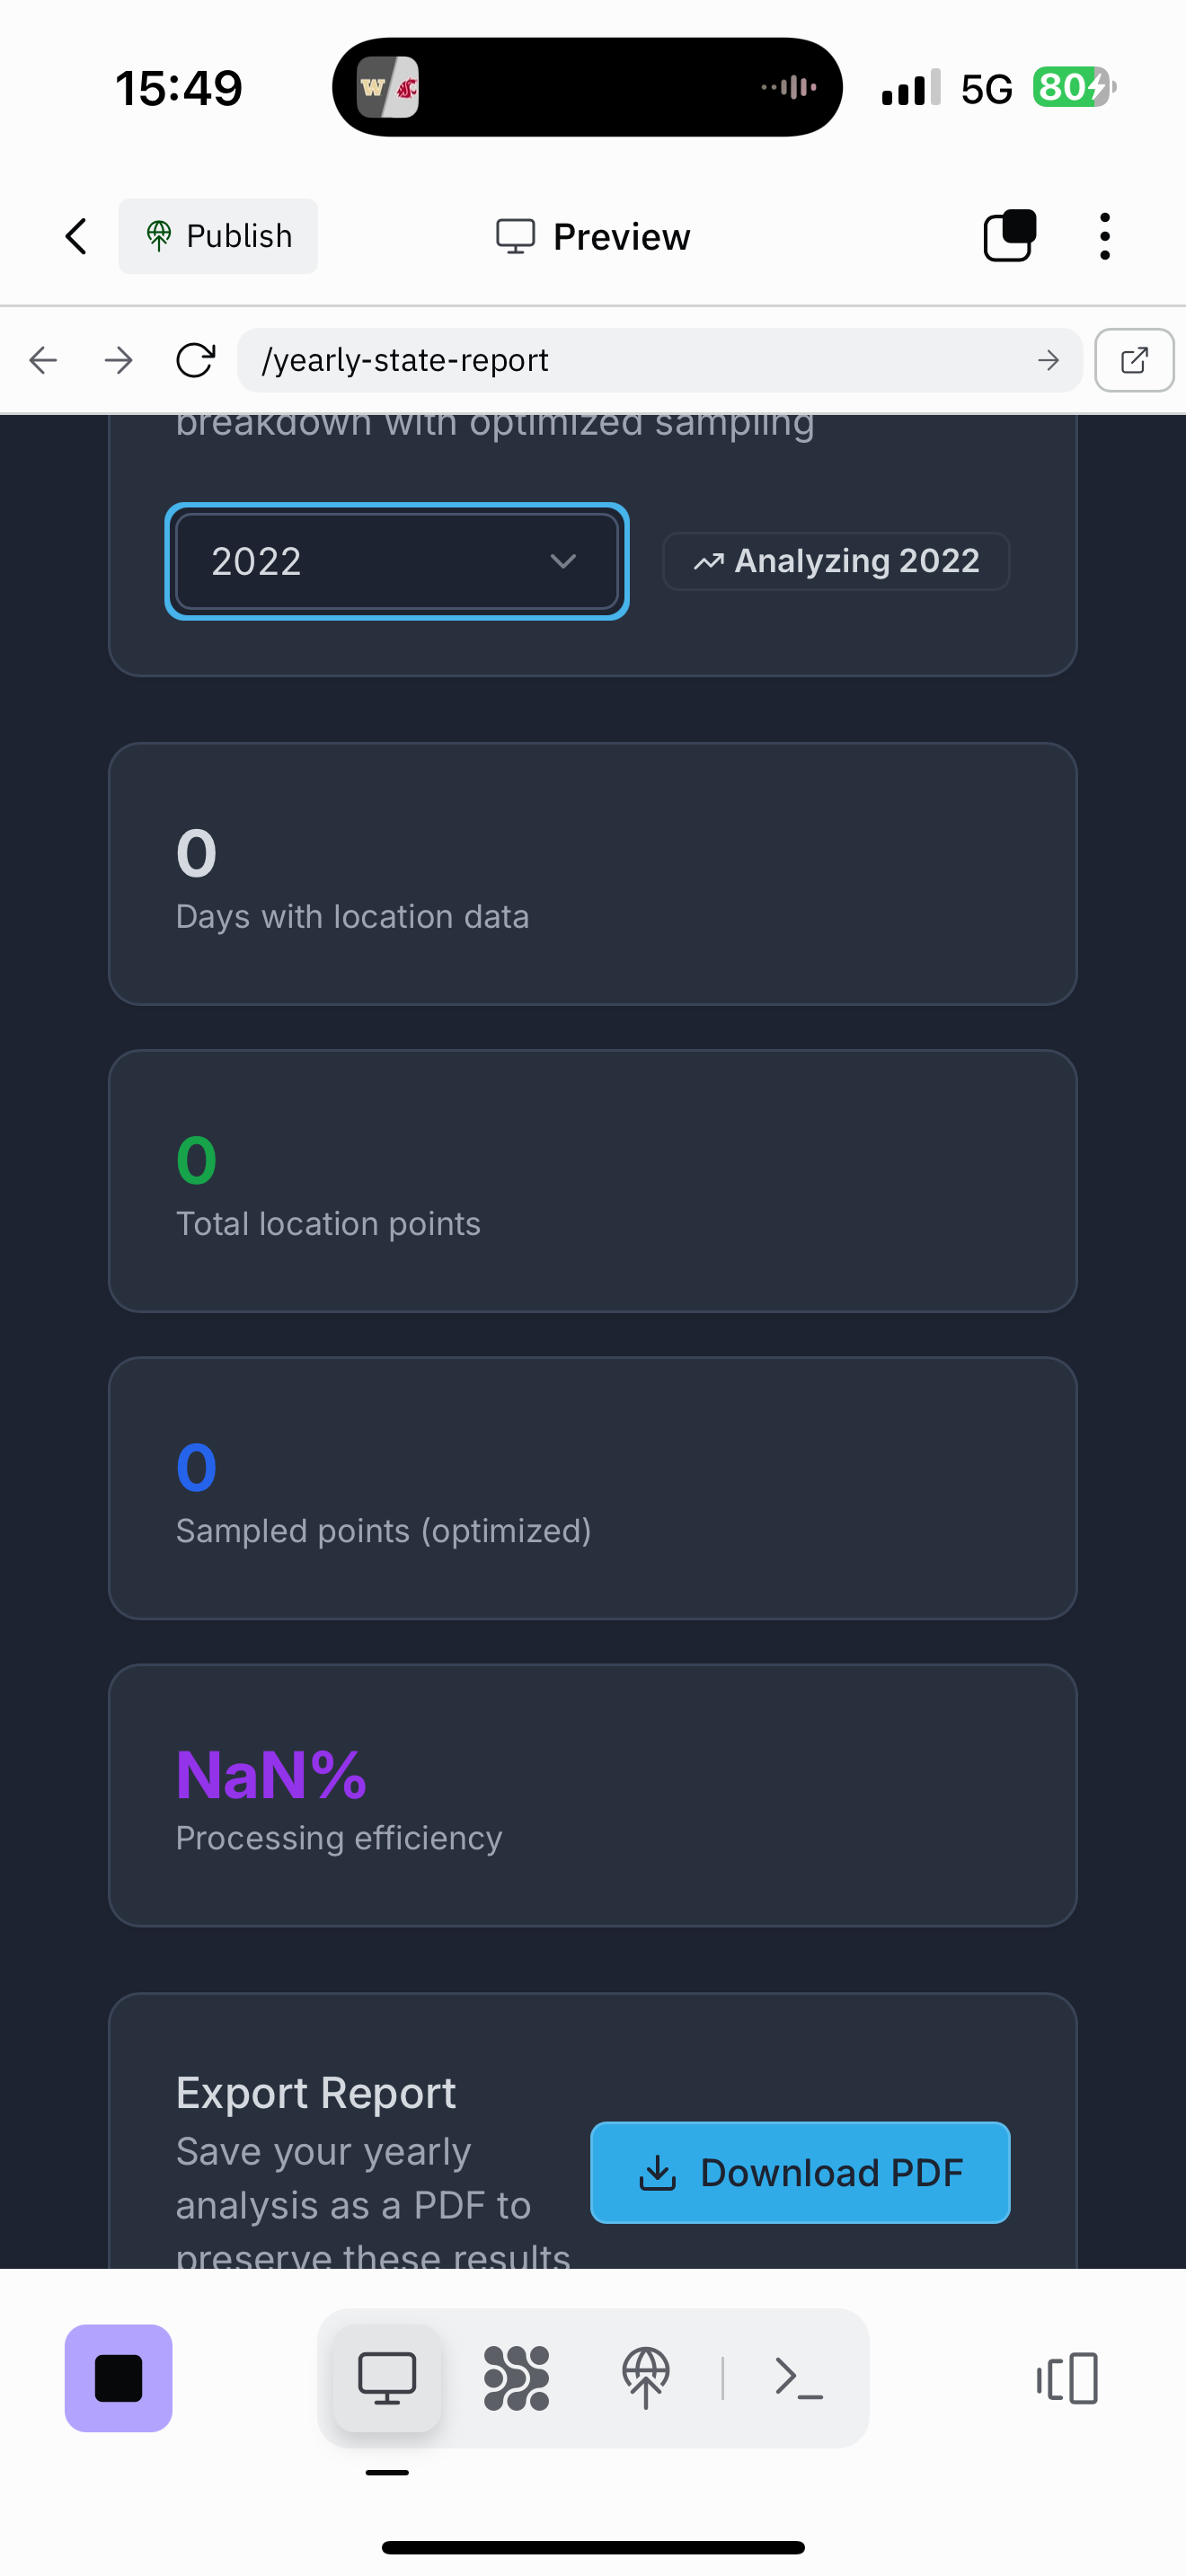 15:49
W
5G
80
Publish
Preview
/yearly-state-report
breakdown with optimized sampling
2022
Analyzing 2022
0
Days with location data
0
Total location points
0
Sampled points (optimized)
NaN%
Processing efficiency
Export Report
Save your yearly
analysis as a PDF to
preserve these results
Download PDF